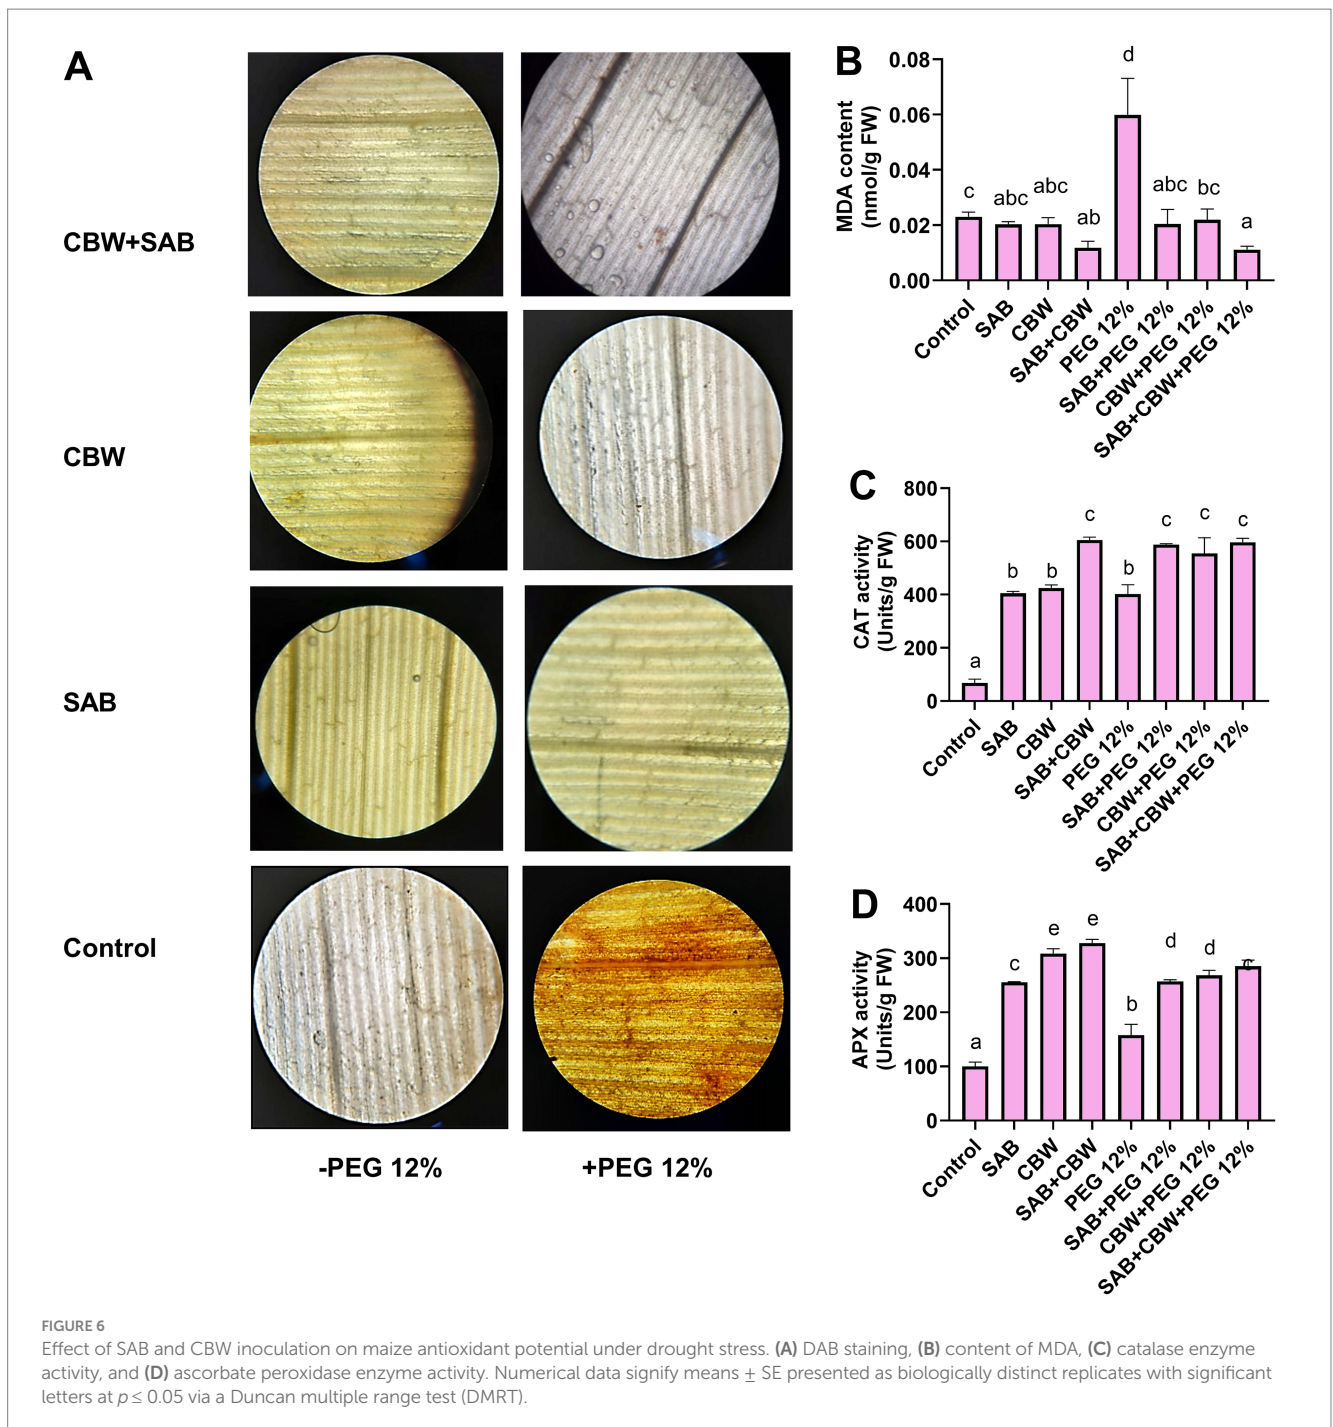 A
CBW+SAB
CBW
SAB
Control
-PEG 12%
+PEG 12%
B
MDA content
(nmol/g FW)
0.08
0.06
0.04
0.02
0.00
c
abc
abc
ab
d
abc
bc
a
Control
SAB
CBW
SAB+CBW
PEG 12%
SAB+PEG 12%
CBW+PEG 12%
SAB+CBW+PEG 12%
C
CAT activity
(Units/g FW)
800
600
400
200
0
a
b
b
c
b
c
c
c
Control
SAB
CBW
SAB+CBW
PEG 12%
SAB+PEG 12%
CBW+PEG 12%
SAB+CBW+PEG 12%
D
APX activity
(Units/g FW)
400
300
200
100
0
a
c
e
e
b
d
d
c
Control
SAB
CBW
SAB+CBW
PEG 12%
SAB+PEG 12%
CBW+PEG 12%
SAB+CBW+PEG 12%
FIGURE 6
Effect of SAB and CBW inoculation on maize antioxidant potential under drought stress. (A) DAB staining, (B) content of MDA, (C) catalase enzyme
activity, and (D) ascorbate peroxidase enzyme activity. Numerical data signify means ± SE presented as biologically distinct replicates with significant
letters at p ≤ 0.05 via a Duncan multiple range test (DMRT).